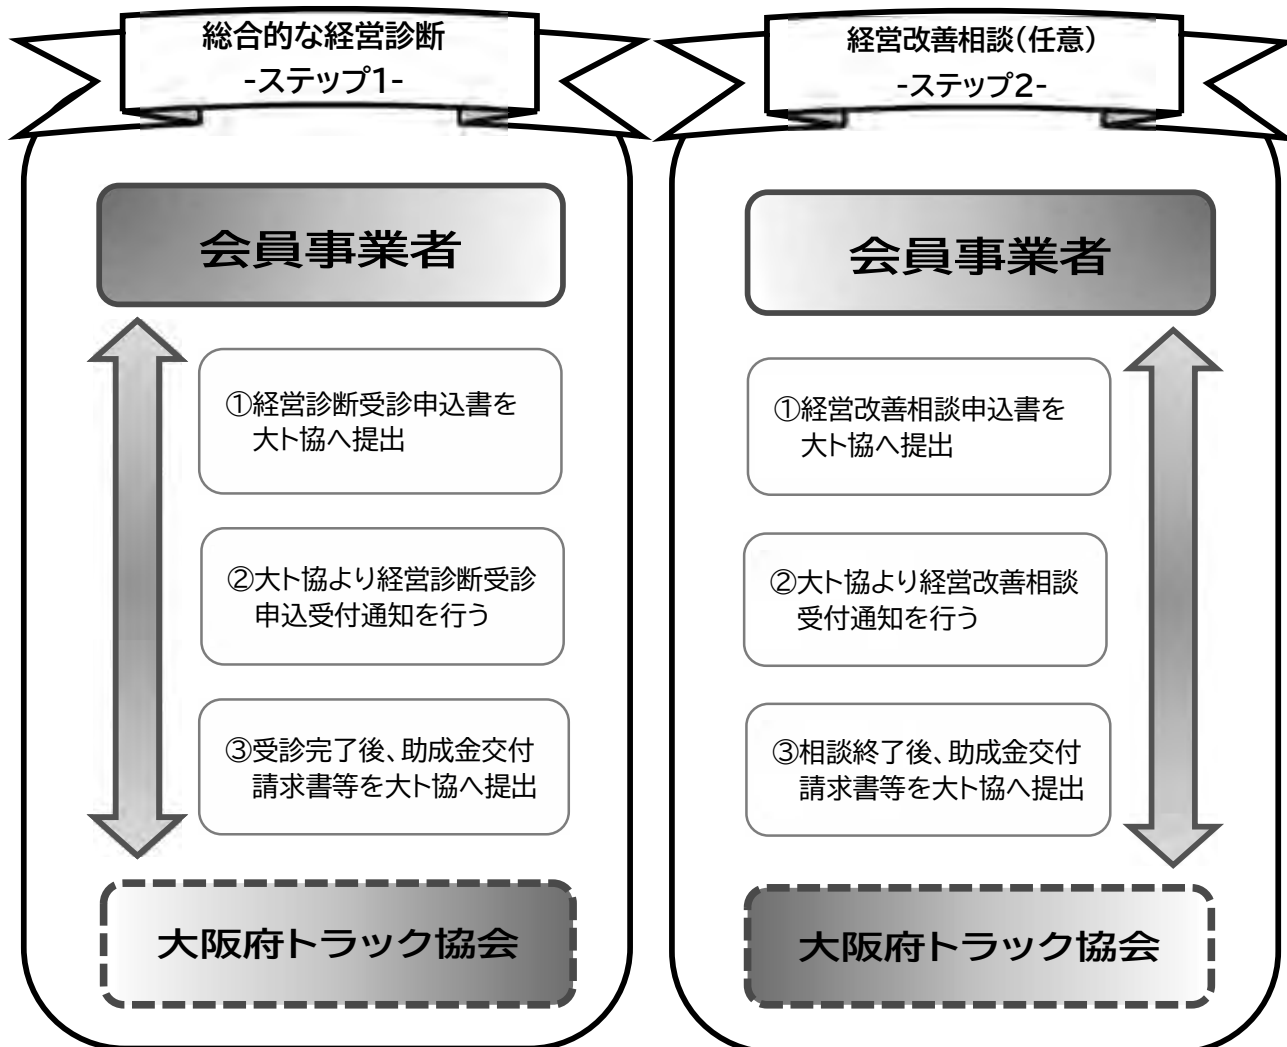 総合的な経営診断
-ステップ1-
会員事業者
①経営診断受診申込書を
大ト協へ提出
②大ト協より経営診断受診
申込受付通知を行う
③受診完了後、助成金交付
請求書等を大ト協へ提出
大阪府トラック協会
経営改善相談(任意)
-ステップ2-
会員事業者
①経営改善相談申込書を
大ト協へ提出
②大ト協より経営改善相談
受付通知を行う
③相談終了後、助成金交付
請求書等を大ト協へ提出
大阪府トラック協会